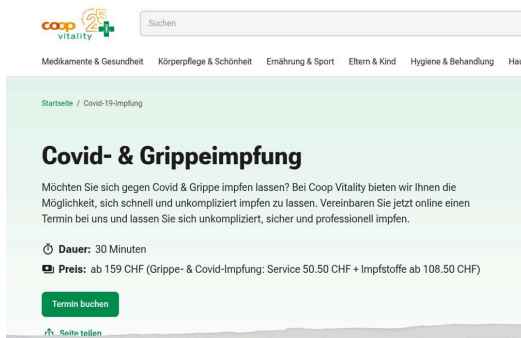 coop 25
vitality
Suchen
Medikamente & Gesundheit Körperpflege & Schönheit Ernährung & Sport Eltern & Kind Hygiene & Behandlung
Startseite / Covid-19-Impfung
Covid- & Grippeimpfung
Möchten Sie sich gegen Covid & Grippe impfen lassen? Bei Coop Vitality bieten wir Ihnen die
Möglichkeit, sich schnell und unkompliziert impfen zu lassen. Vereinbaren Sie jetzt online einen
Termin bei uns und lassen Sie sich unkompliziert, sicher und professionell impfen.
Dauer: 30 Minuten
Preis: ab 159 CHF (Grippe- & Covid-Impfung: Service 50.50 CHF + Impfstoffe ab 108.50 CHF)
Termin buchen
Seite teilen